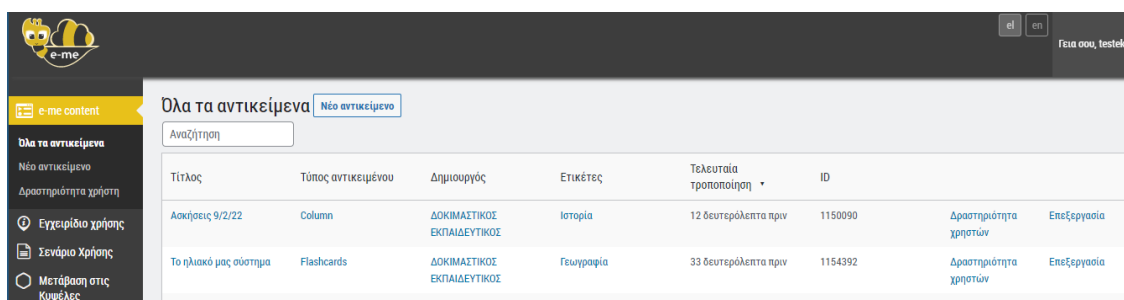 e-me
el en
Γεια σου, testek
e-me content
Όλα τα αντικείμενα
Νέο αντικείμενο
Δραστηριότητα χρήστη
Εγχειρίδιο χρήσης
Σενάριο Χρήσης
Μετάβαση στις
Κυψέλες
Όλα τα αντικείμενα Νέο αντικείμενο
Αναζήτηση
Τίτλος Τύπος αντικειμένου Δημιουργός Ετικέτες Τελευταία τροποποίηση ID
Ασκήσεις 9/2/22 Column ΔΟΚΙΜΑΣΤΙΚΟΣ ΕΚΠΑΙΔΕΥΤΙΚΟΣ Ιστορία 12 δευτερόλεπτα πριν 1150090 Δραστηριότητα χρηστών Επεξεργασία
Το ηλιακό μας σύστημα Flashcards ΔΟΚΙΜΑΣΤΙΚΟΣ ΕΚΠΑΙΔΕΥΤΙΚΟΣ Γεωγραφία 33 δευτερόλεπτα πριν 1154392 Δραστηριότητα χρηστών Επεξεργασία